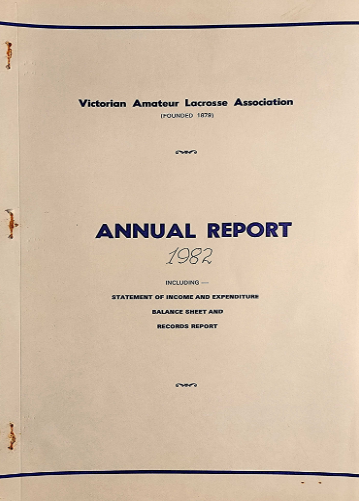 Victorian Amateur Lacrosse Association
(FOUNDED 1879)
ANNUAL REPORT
1982
INCLUDING —
STATEMENT OF INCOME AND EXPENDITURE
BALANCE SHEET AND
RECORDS REPORT